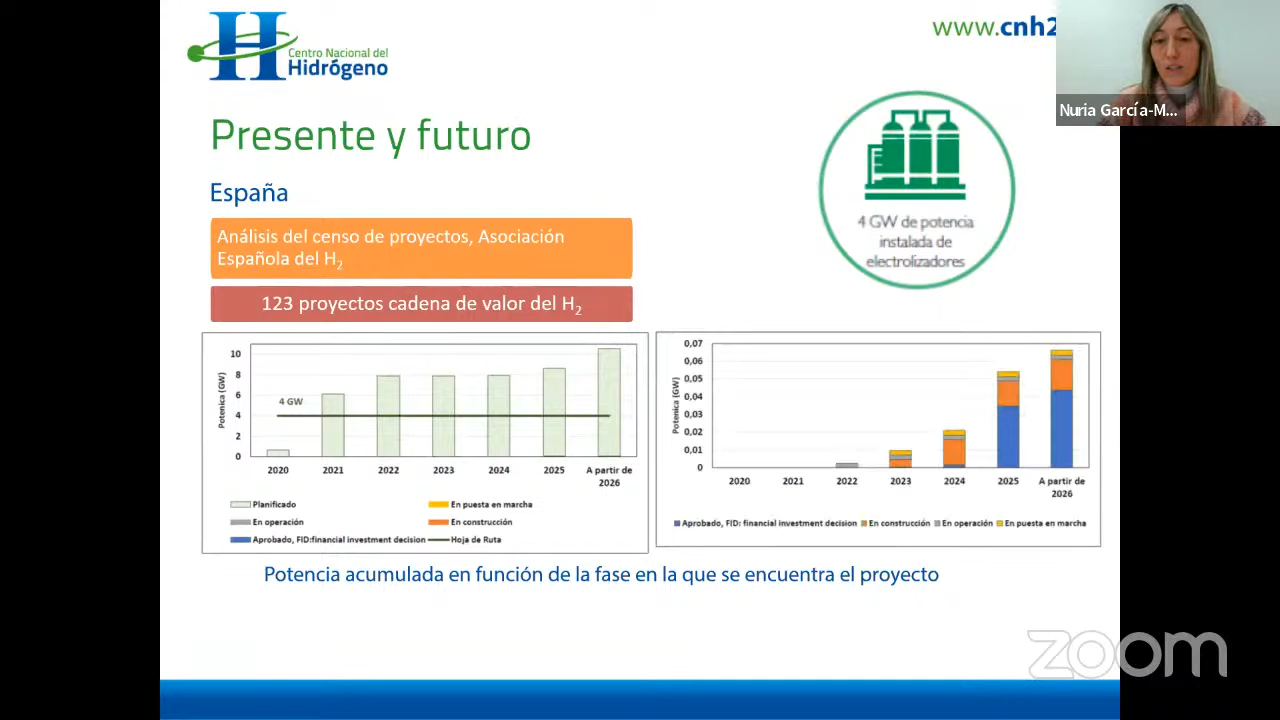 Centro Nacional del
Hidrógeno
www.cnh2
Nuria García-M...
Presente y futuro
España
Análisis del censo de proyectos, Asociación
Española del H2
123 proyectos cadena de valor del H2
4 GW de potencia
instalada de
electrolizadores
Potenica (GW)
10
8
6
4
2
0
4 GW
2020
2021
2022
2023
2024
2025
A partir de
2026
Planificado
En puesta en marcha
En operación
En construcción
Aprobado, FID:financial investment decision
Hoja de Ruta
Potenica (GW)
0,07
0,06
0,05
0,04
0,03
0,02
0,01
0
2020
2021
2022
2023
2024
2025
A partir de
2026
Aprobado, FID: financial investment decision
En construcción
En operación
En puesta en marcha
Potencia acumulada en función de la fase en la que se encuentra el proyecto
zoom